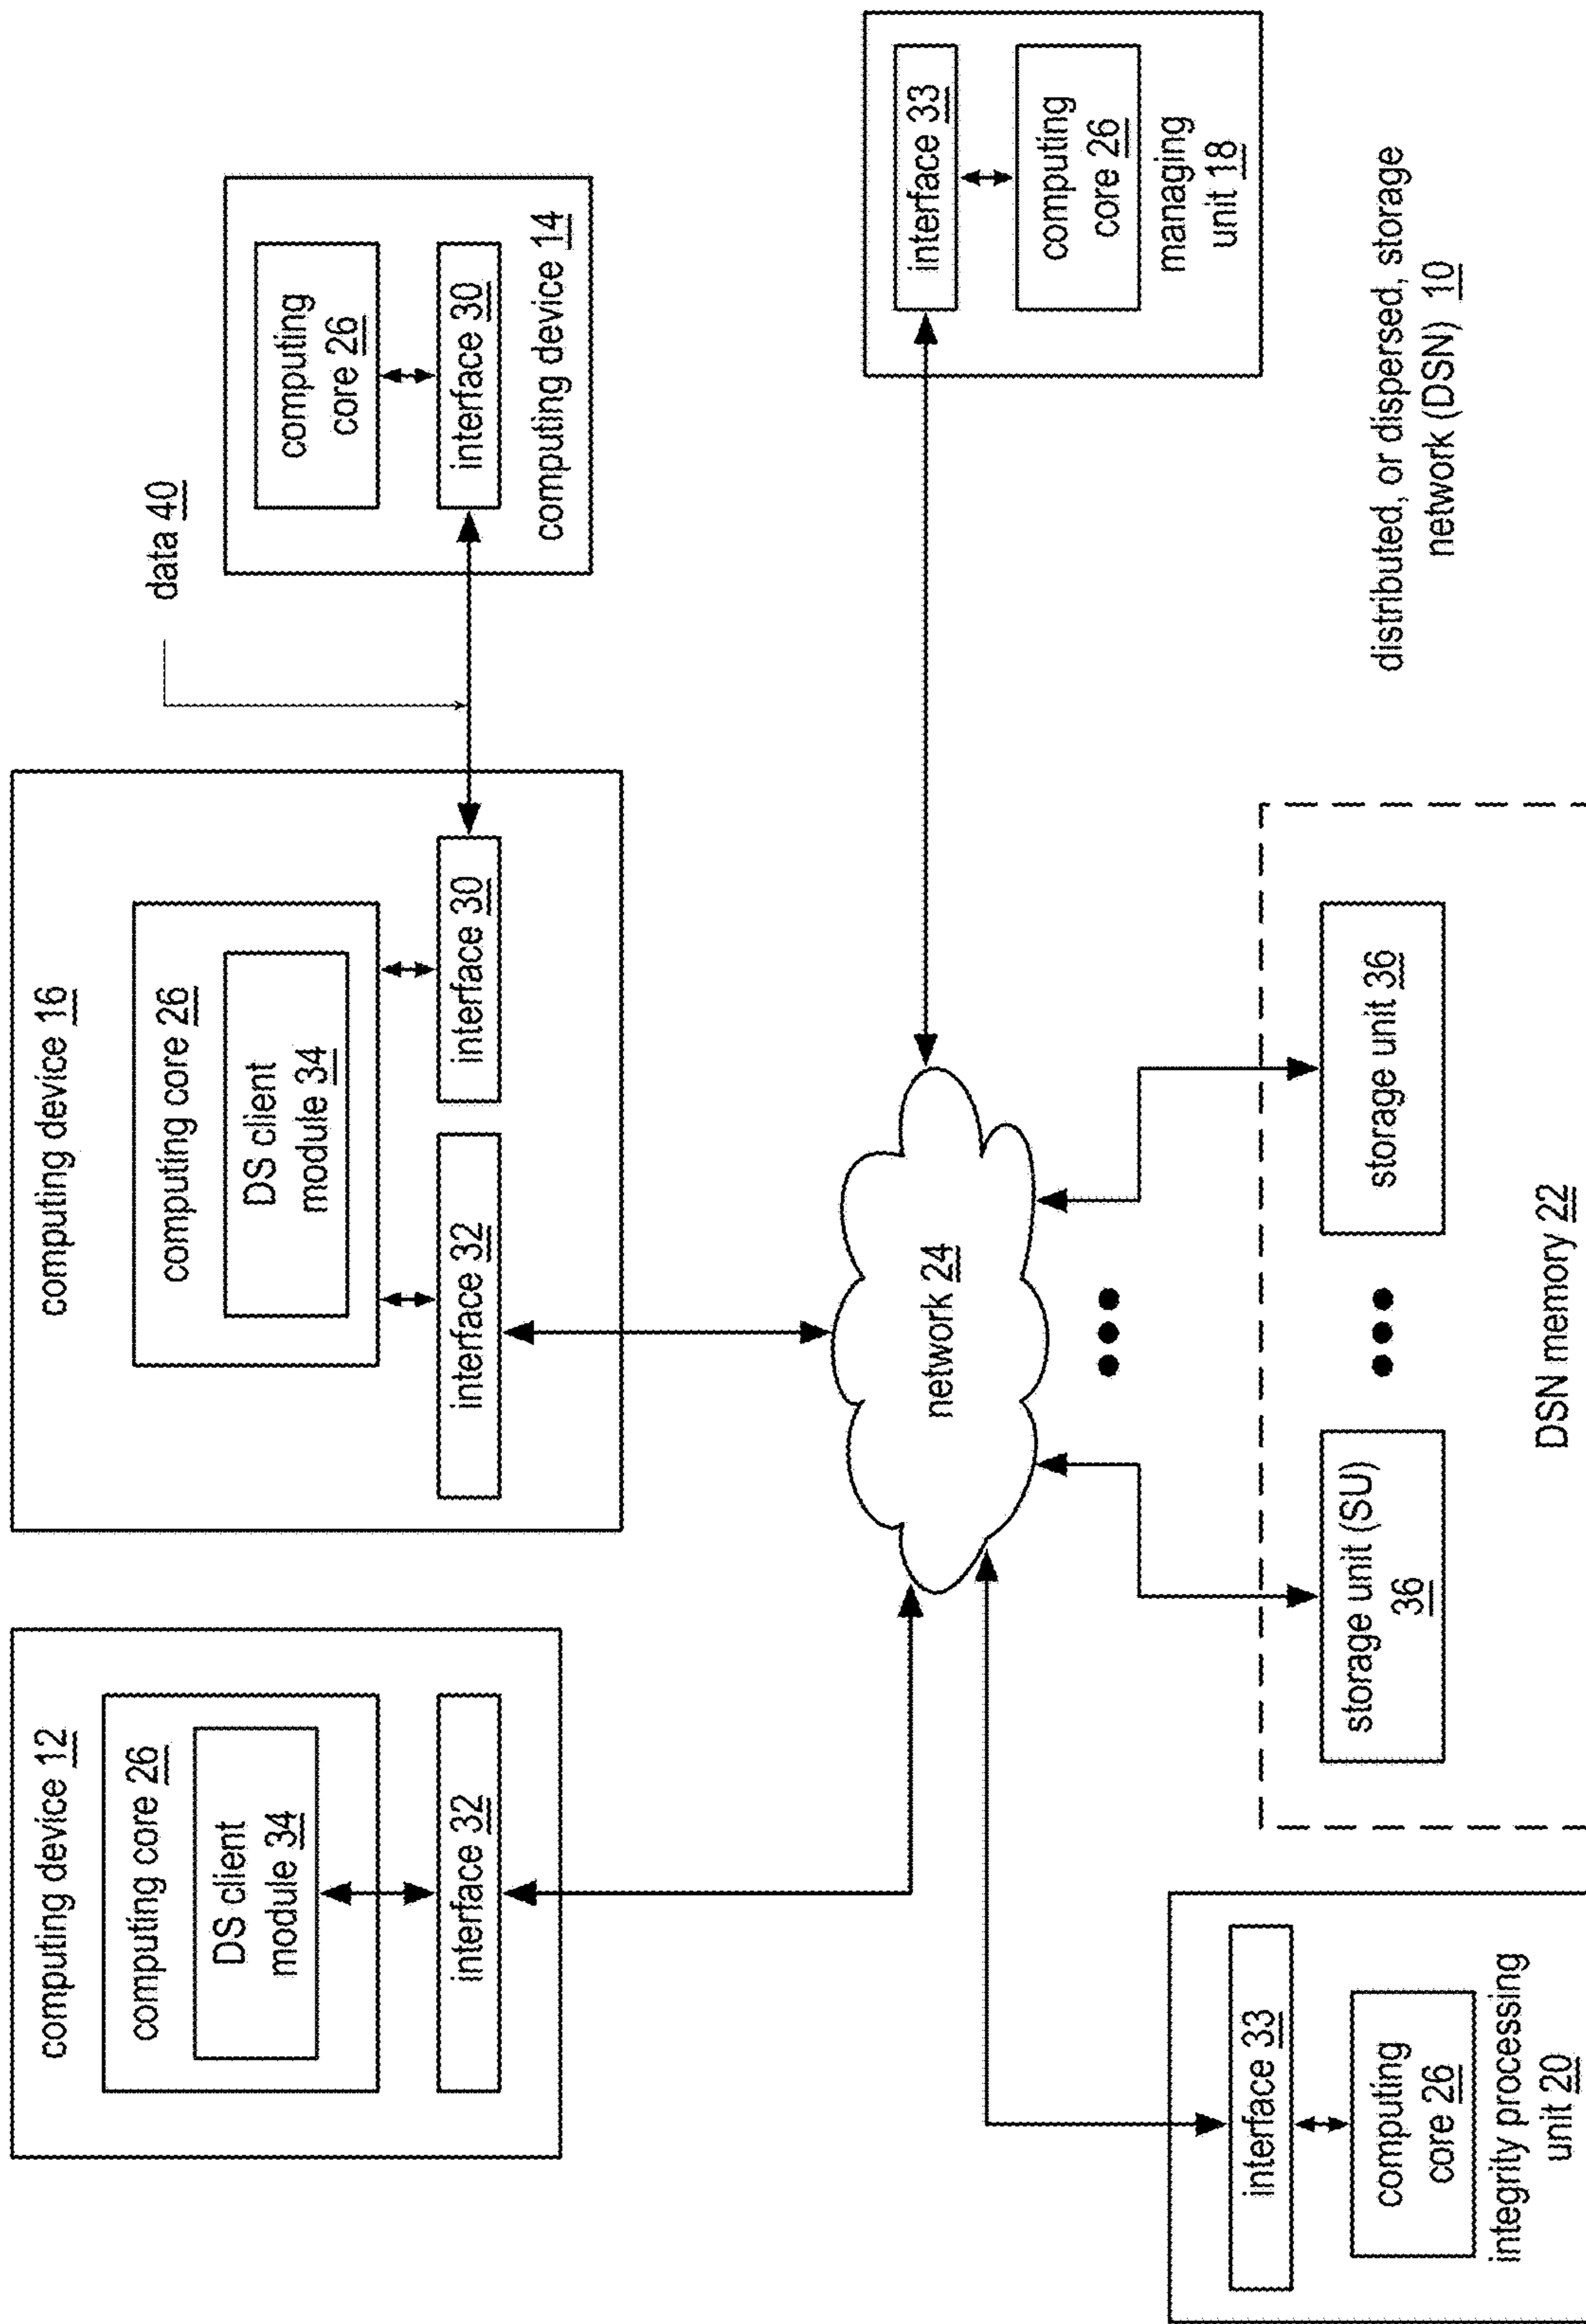 computing device 12
computing core 26
DS client
module 34
interface 32
computing device 16
computing core 26
DS client
module 34
interface 32
interface 30
data 40
computing
core 26
interface 30
computing device 14
network 24
interface 33
computing
core 26
managing
unit 18
interface 33
computing
core 26
integrity processing
unit 20
storage unit (SU)
36
storage unit 36
DSN memory 22
distributed, or dispersed, storage
network (DSN) 10